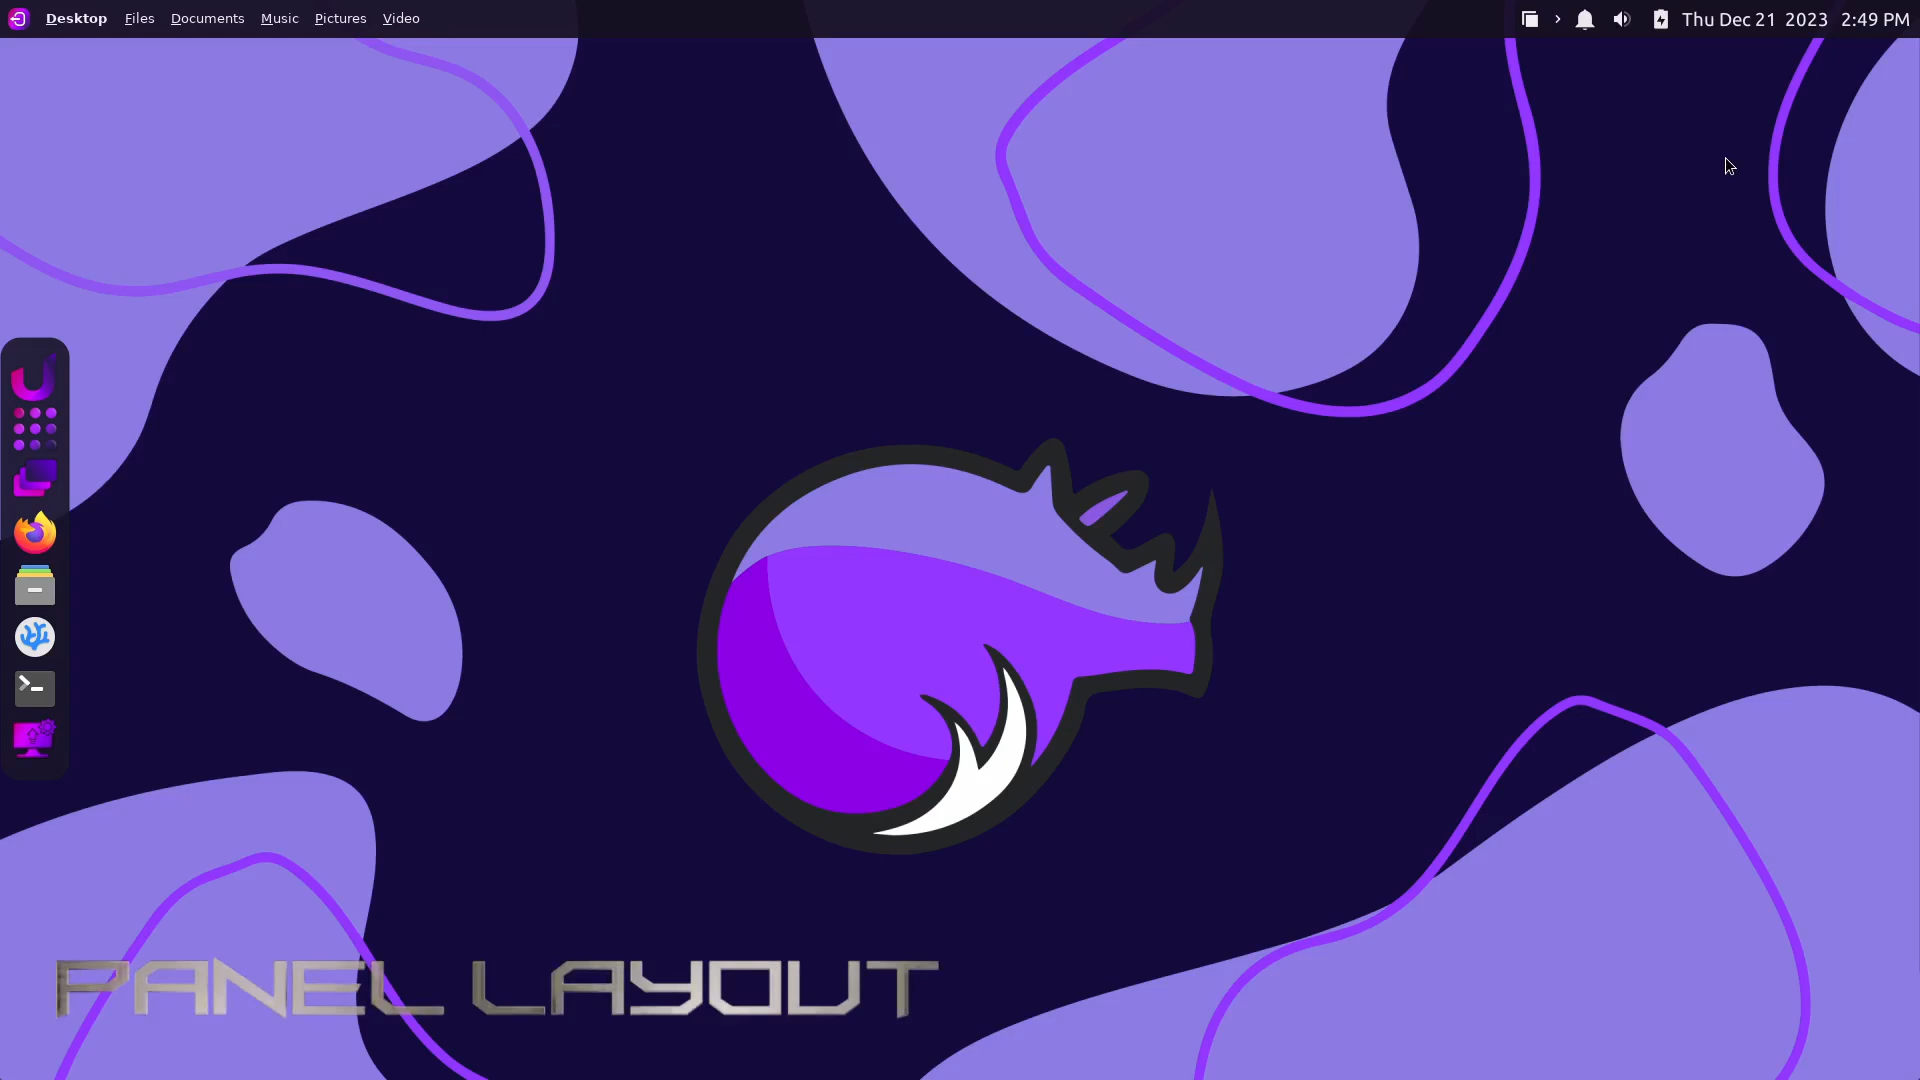 Desktop Files Documents Music Pictures Video
Thu Dec 21 2023 2:49 PM
PANEL LAYOUT